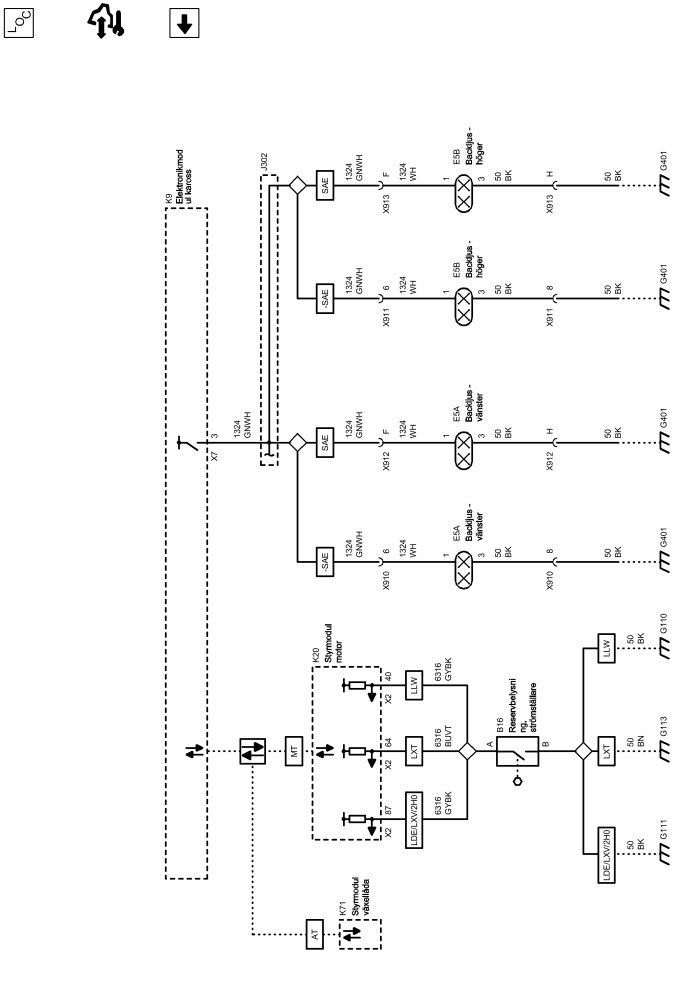 LOC
K9
Elektronikmod
ul kaross
J302
X7
3
1324
GNWH
-SAE
SAE
-SAE
SAE
1324
GNWH
X910
6
1324
WH
1
E5A
Backljus -
vänster
3
50
BK
X910
8
50
BK
G401
1324
GNWH
X912
F
1324
WH
1
E5A
Backljus -
vänster
3
50
BK
X912
H
50
BK
G401
1324
GNWH
X911
6
1324
WH
1
E5B
Backljus -
höger
3
50
BK
X911
8
50
BK
G401
1324
GNWH
X913
F
1324
WH
1
E5B
Backljus -
höger
3
50
BK
X913
H
50
BK
G401
AT
K71
Styrmodul
växellåda
MT
K20
Styrmodul
motor
X2
87
LDE/LXV/2H0
6316
GYBK
X2
64
LXT
6316
BUVT
X2
40
LLW
6316
GYBK
A
B16
Reservbelysni
ng,
strömställare
B
LDE/LXV/2H0
50
BK
G111
LXT
50
BN
G113
LLW
50
BK
G110